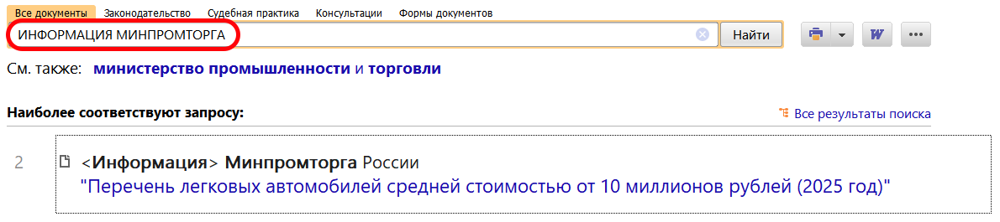 Все документы Законодательство Судебная практика Консультации Формы документов
ИНФОРМАЦИЯ МИНПРОМТОРГА Найти W
См. также: министерство промышленности и торговли
Наиболее соответствуют запросу: Все результаты поиска
2 <Информация> Минпромторга России
"Перечень легковых автомобилей средней стоимостью от 10 миллионов рублей (2025 год)"